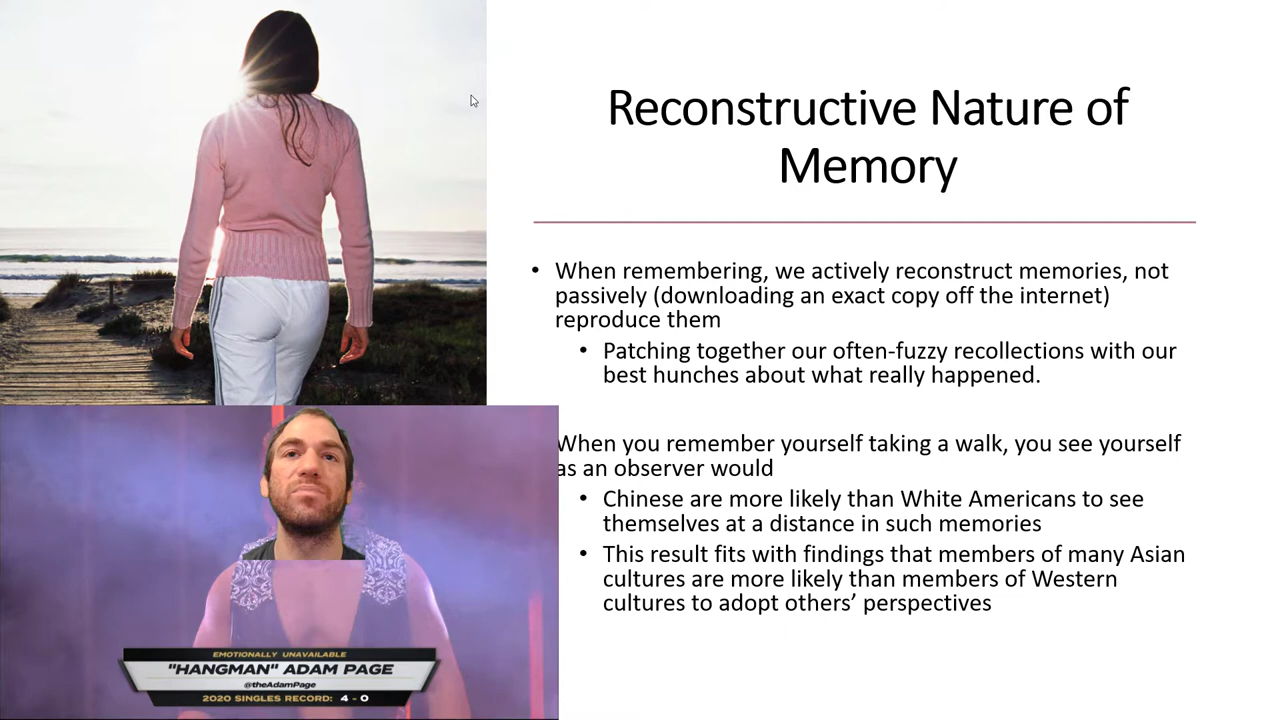 Reconstructive Nature of
Memory
• When remembering, we actively reconstruct memories, not
passively (downloading an exact copy off the internet)
reproduce them
• Patching together our often-fuzzy recollections with our
best hunches about what really happened.
When you remember yourself taking a walk, you see yourself
as an observer would
• Chinese are more likely than White Americans to see
themselves at a distance in such memories
• This result fits with findings that members of many Asian
cultures are more likely than members of Western
cultures to adopt others’ perspectives
EMOTIONALLY UNAVAILABLE
"HANGMAN" ADAM PAGE
@theAdamPage
2020 SINGLES RECORD: 4 - 0